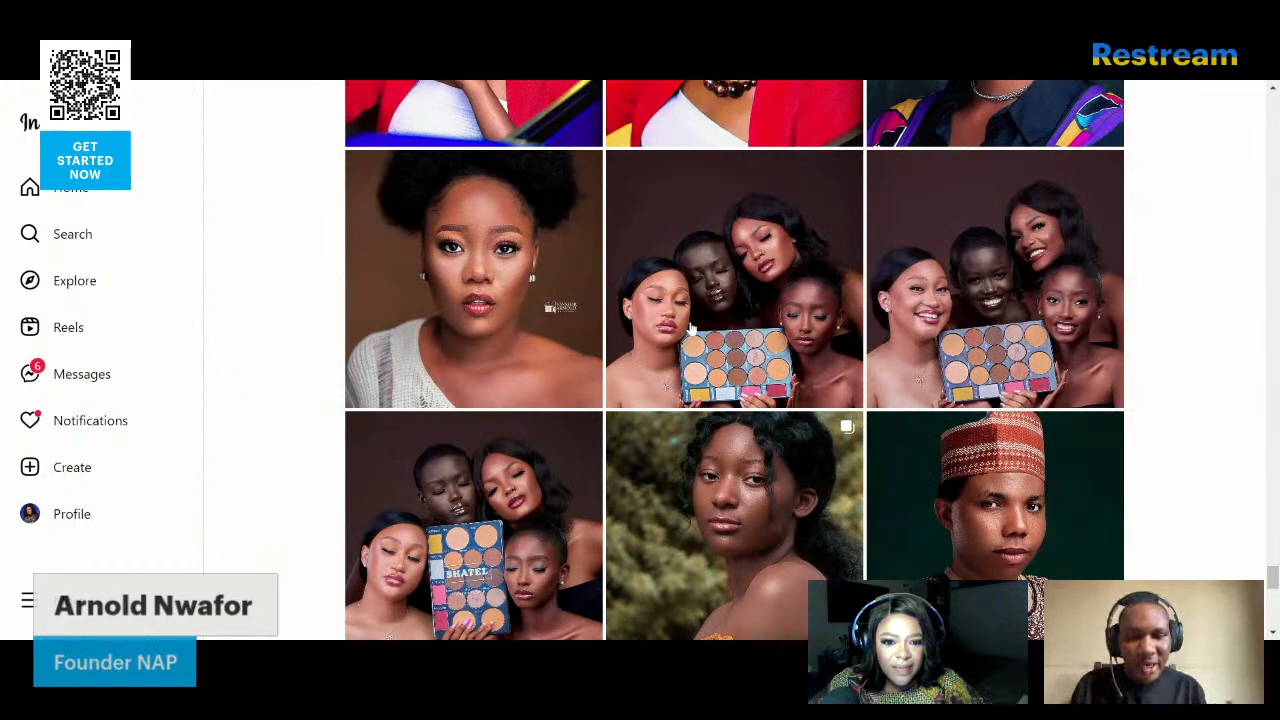 Restream
In
GET
STARTED
NOW
Home
Search
Explore
Reels
6
Messages
Notifications
Create
Profile
SHATEL
Arnold Nwafor
Founder NAP